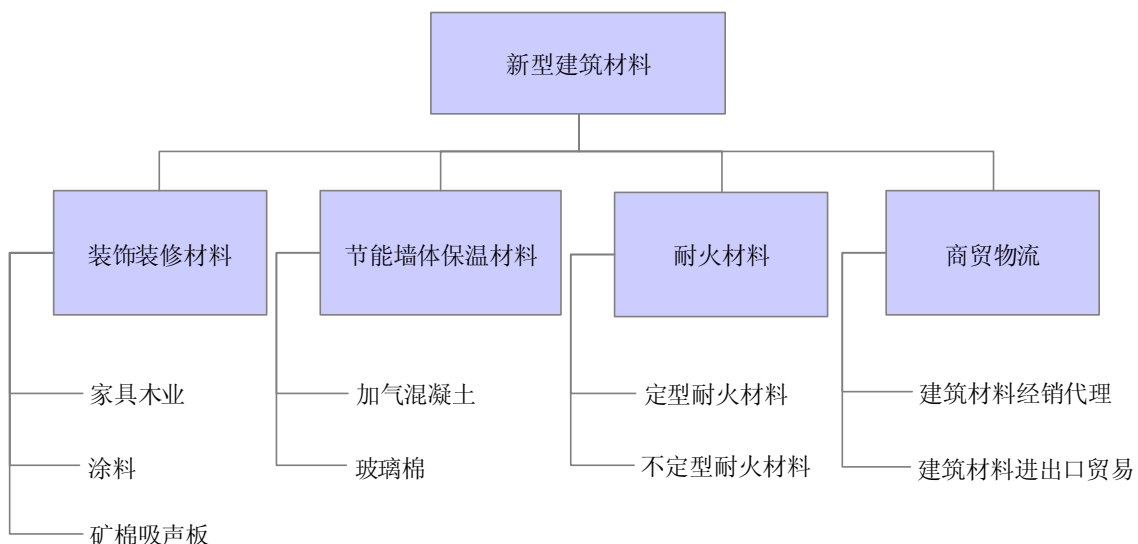 新型建筑材料
装饰装修材料
节能墙体保温材料
耐火材料
商贸物流
家具木业
加气混凝土
定型耐火材料
建筑材料经销代理
涂料
玻璃棉
不定型耐火材料
建筑材料进出口贸易
矿棉吸声板